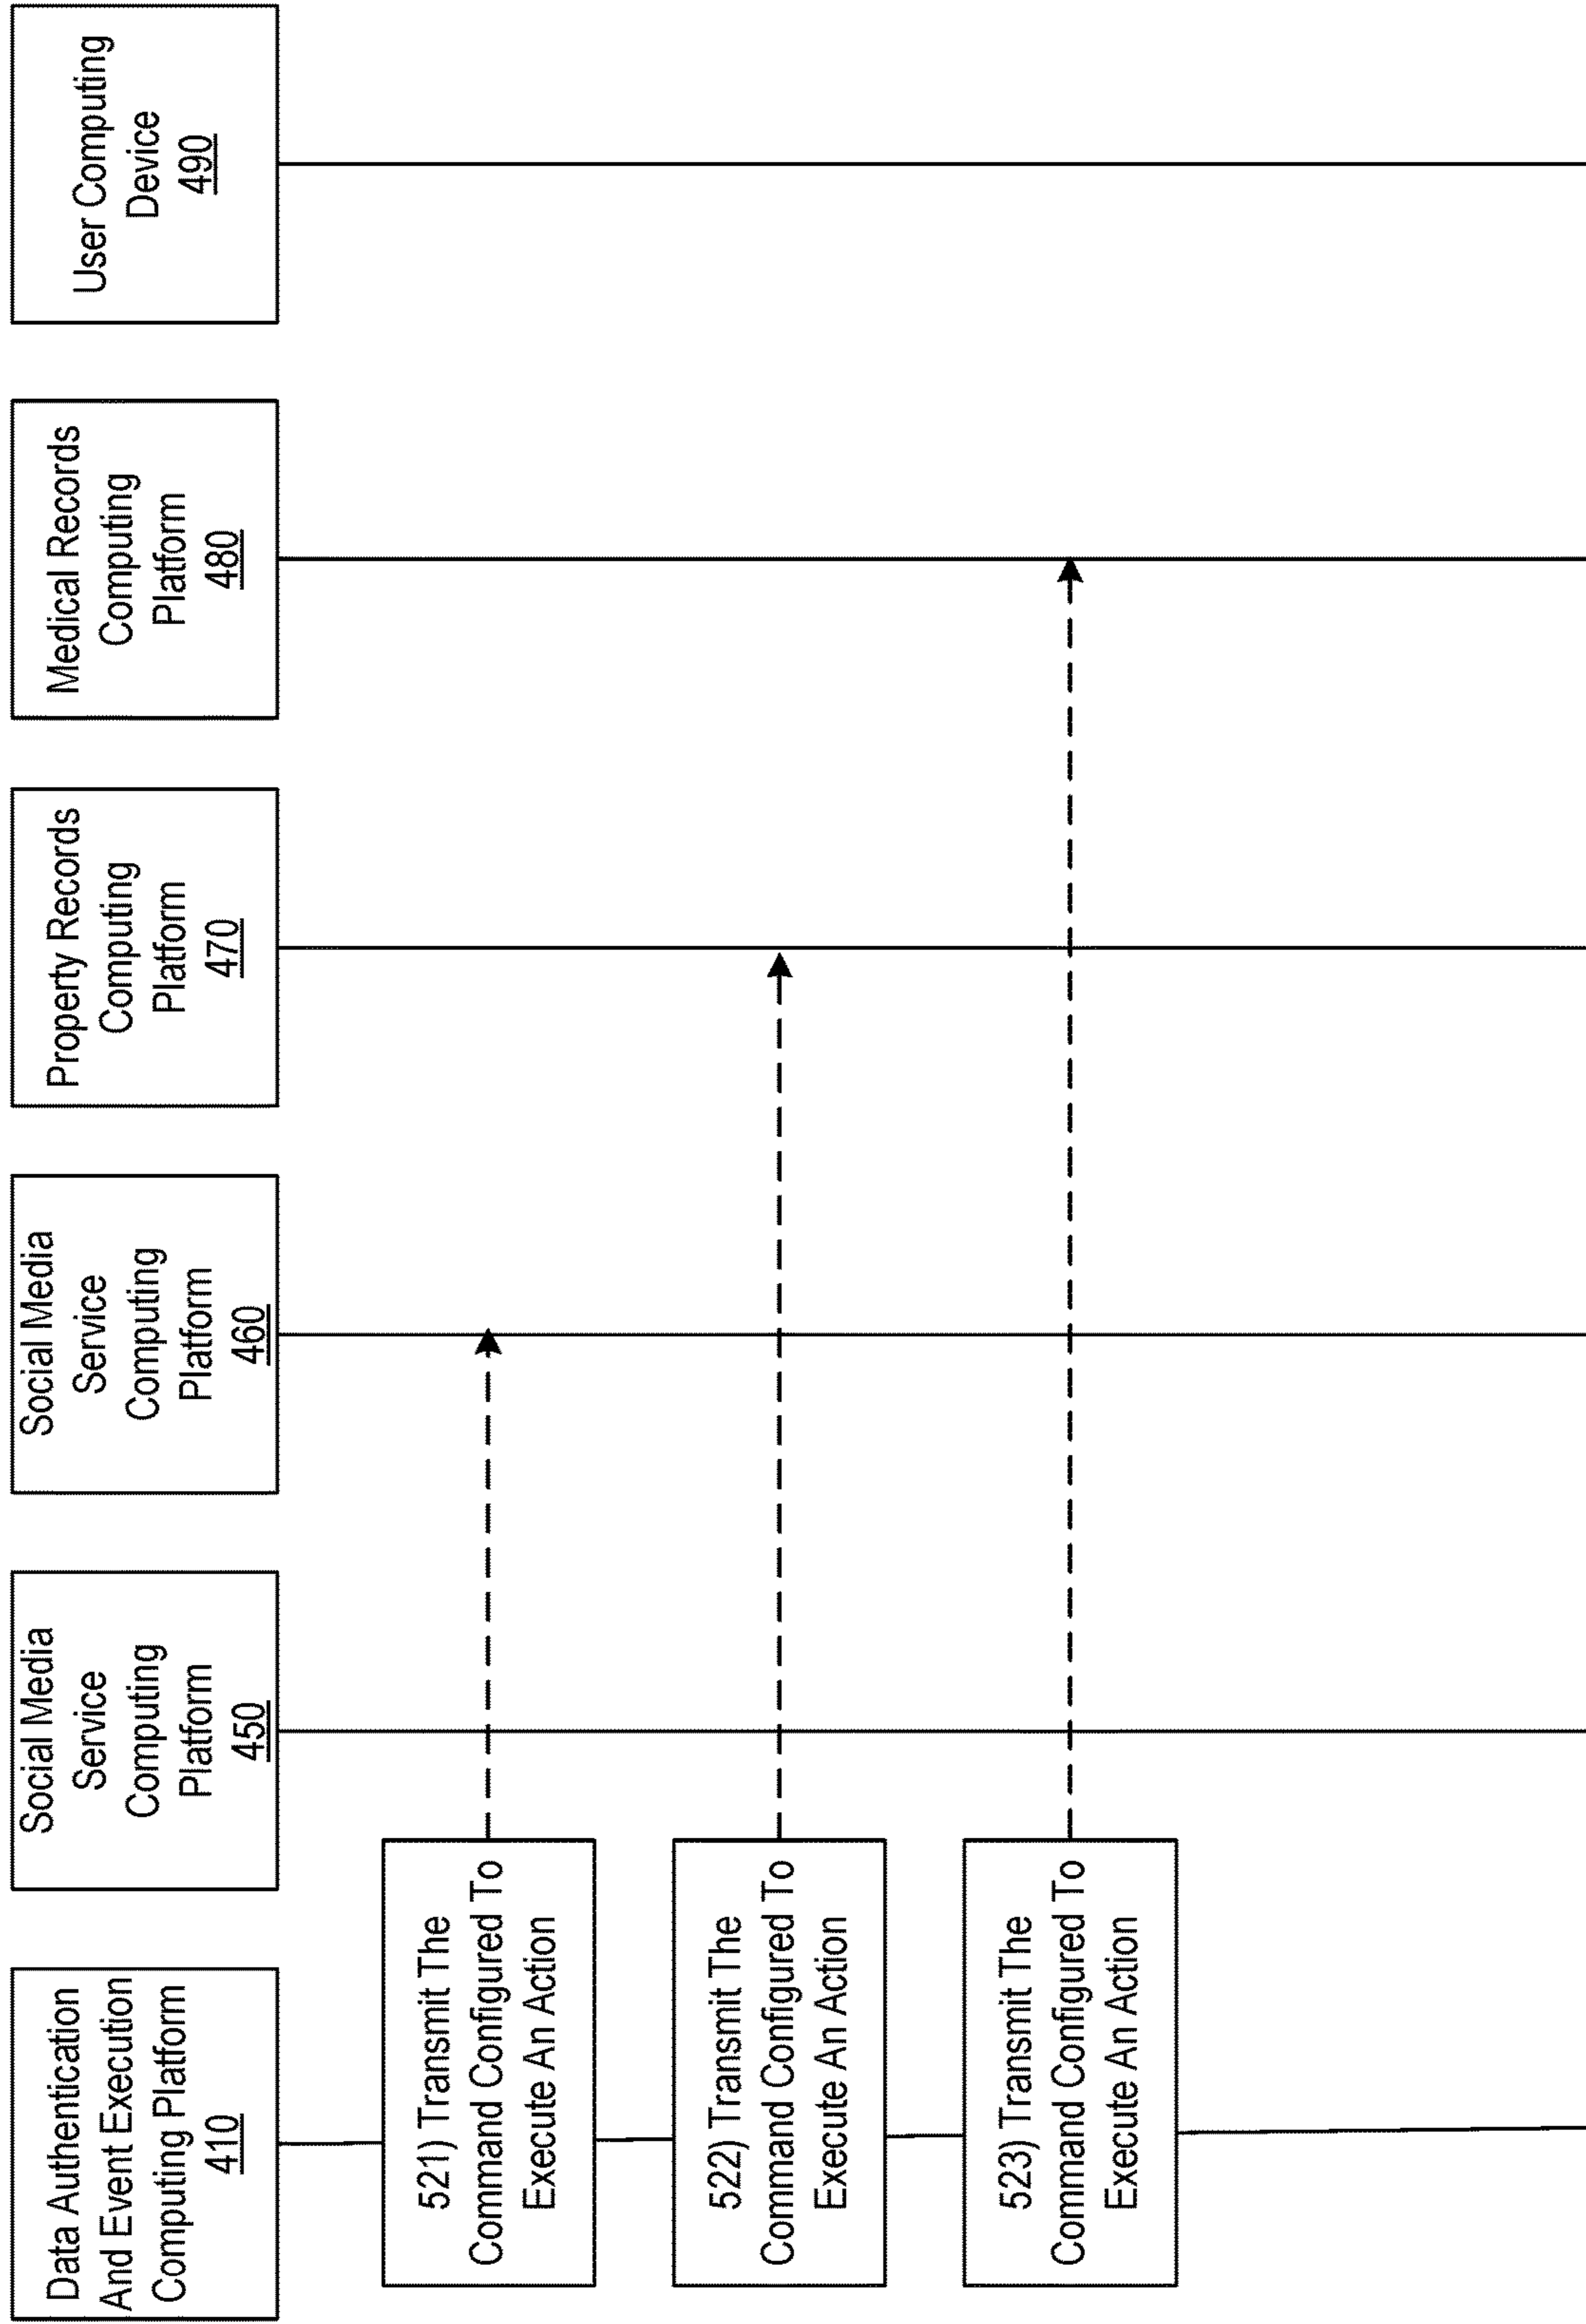 Data Authentication
And Event Execution
Computing Platform
410
Social Media
Service
Computing
Platform
450
Social Media
Service
Computing
Platform
460
Property Records
Computing
Platform
470
Medical Records
Computing
Platform
480
User Computing
Device
490
521) Transmit The
Command Configured To
Execute An Action
522) Transmit The
Command Configured To
Execute An Action
523) Transmit The
Command Configured To
Execute An Action